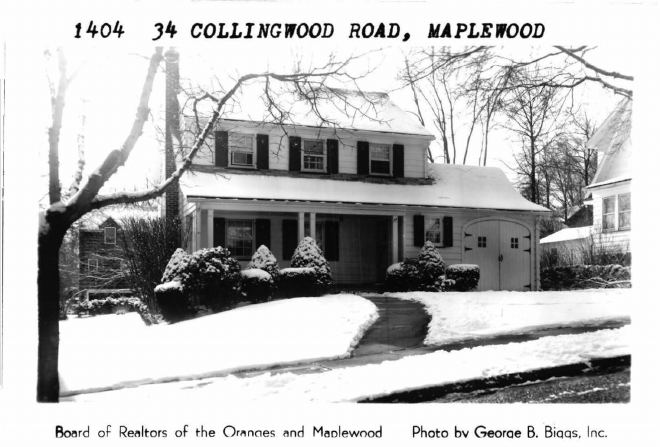 1404 34 COLLINGWOOD ROAD, MAPLEWOOD
Board of Realtors of the Oranges and Maplewood Photo by George B. Biggs, Inc.